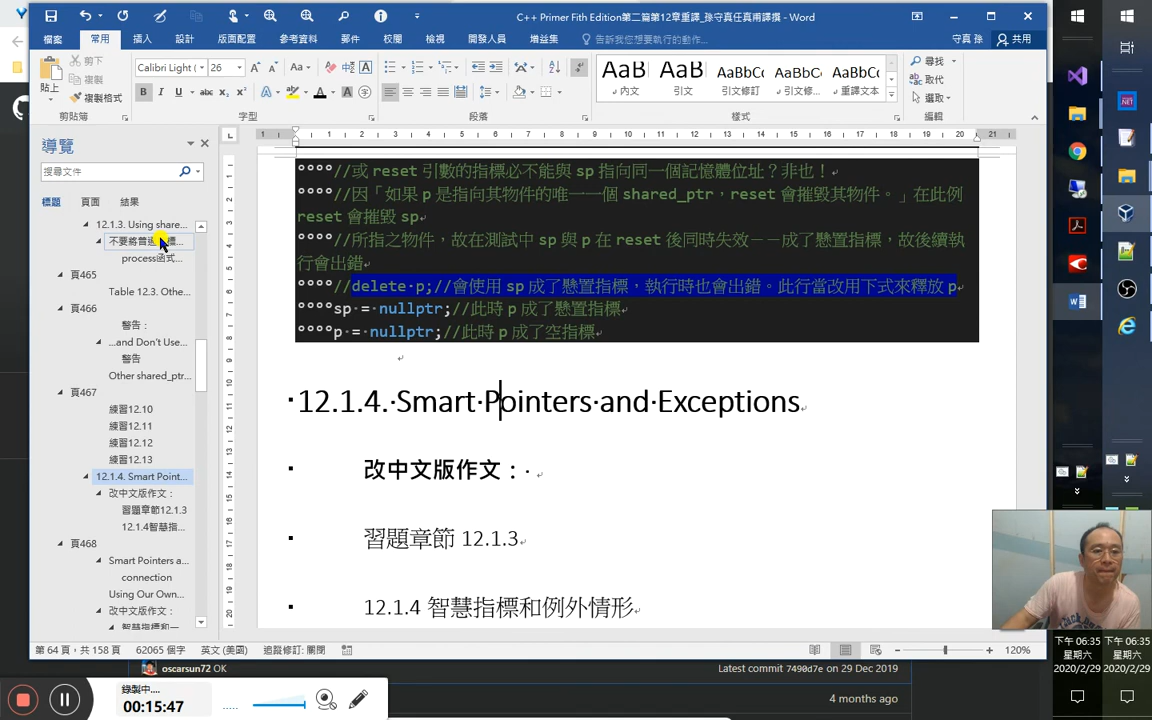 C++ Primer Fifth Edition第二篇第12章重譯_孫守真任真甫譯撰 - Word
檔案
常用
插入
設計
版面配置
參考資料
郵件
校閱
檢視
開發人員
增益集
告訴我您想要執行的動作...
守真 孫
共用
貼上
剪下
複製
複製格式
剪貼簿
Calibri Light (
26
字型
段落
AaBb
內文
AaBb
引文
AaBbCc
引文修訂
AaBbCc
引文修...
AaBbCc
重譯文本
樣式
尋找
取代
選取
編輯
導覽
搜尋文件
標題
頁面
結果
12.1.3. Using share...
process函式...
頁465
Table 12.3. Othe...
頁466
警告：
...and Don't Use...
警告
Other shared_ptr...
頁467
練習12.10
練習12.11
練習12.12
練習12.13
12.1.4. Smart Point...
改中文版作文：
習題章節12.1.3
12.1.4智慧指...
頁468
Smart Pointers a...
connection
Using Our Own...
改中文版作文：
//或 reset 引數的指標必不能與 sp 指向同一個記憶體位址？非也！
//因「如果 p 是指向其物件的唯一一個 shared_ptr，reset 會摧毀其物件。」在此例
reset 會摧毀 sp
//所指之物件，故在測試中 sp 與 p 在 reset 後同時失效－－成了懸置指標，故後續執
行會出錯
//delete p;//會使用 sp 成了懸置指標，執行時也會出錯。此行當改用下式來釋放 p
sp = nullptr;//此時 p 成了懸置指標
p = nullptr;//此時 p 成了空指標
12.1.4. Smart Pointers and Exceptions
改中文版作文：
習題章節 12.1.3
12.1.4 智慧指標和例外情形
第 64 頁，共 158 頁
62065 個字
英文 (美國)
追蹤修訂: 關閉
120%
oscarsun72 OK
Latest commit 7490d7e on 29 Dec 2019
4 months ago
錄製中....
00:15:47
下午 06:35
星期六
2020/2/29
下午 06:35
星期六
2020/2/29